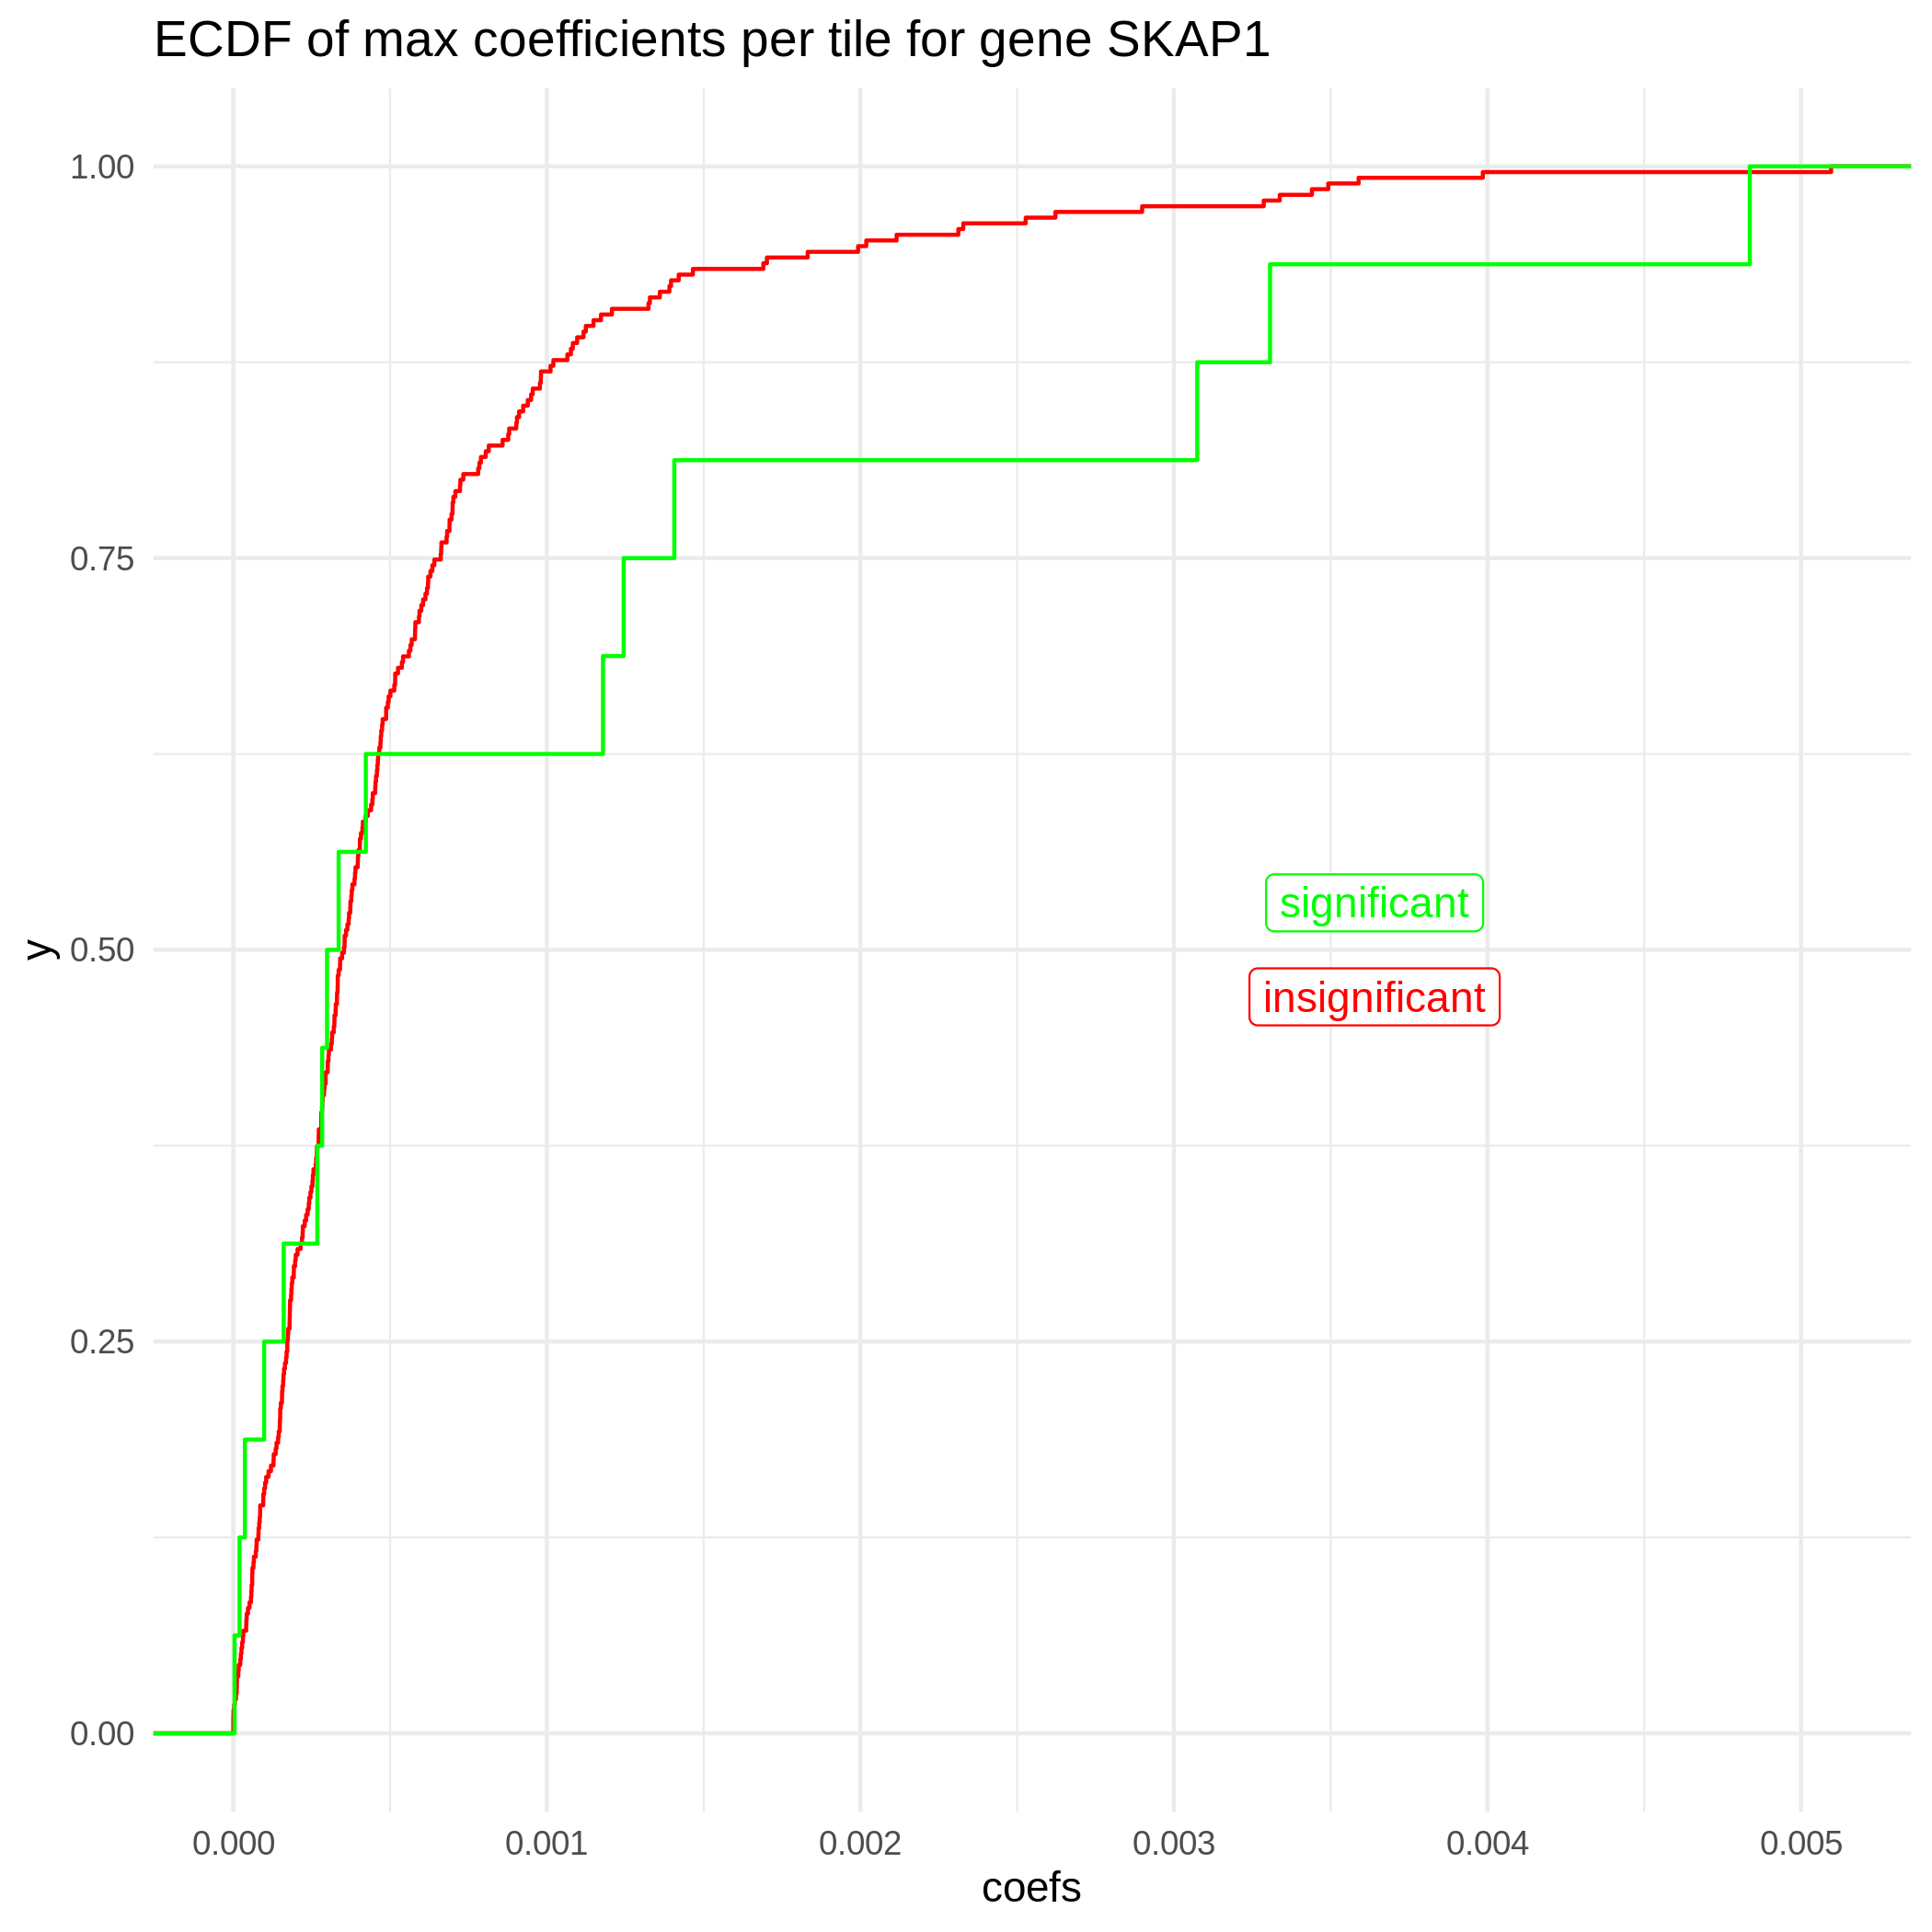 ECDF of max coefficients per tile for gene SKAP1
1.00
0.75
0.50
0.25
0.00
y
significant
insignificant
0.000 0.001 0.002 0.003 0.004 0.005
coefs